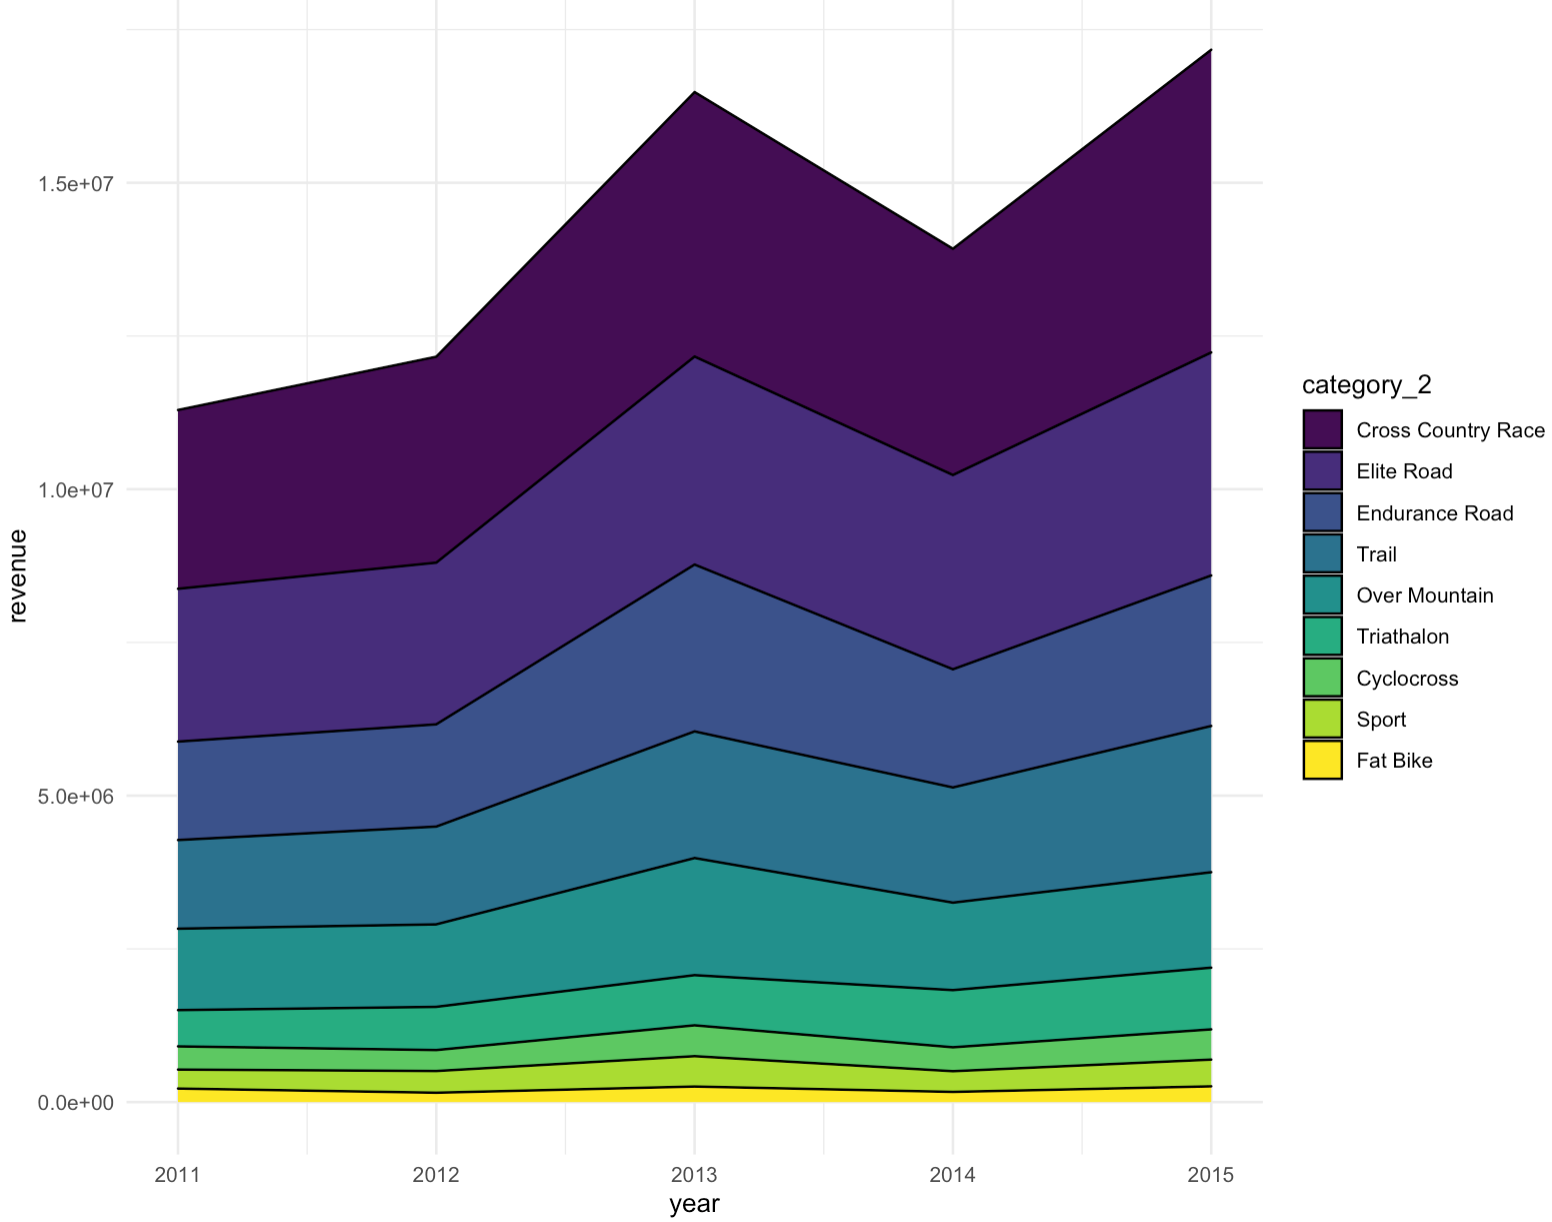 1.5e+07
1.0e+07
5.0e+06
0.0e+00
revenue
2011 2012 2013 2014 2015
year
category_2
Cross Country Race
Elite Road
Endurance Road
Trail
Over Mountain
Triathalon
Cyclocross
Sport
Fat Bike